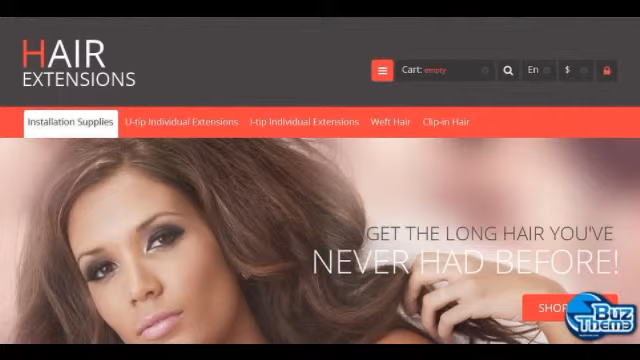 HAIR
EXTENSIONS
Cart: empty
En
$
Installation Supplies U-tip Individual Extensions I-tip Individual Extensions Weft Hair Clip-in Hair
GET THE LONG HAIR YOU'VE
NEVER HAD BEFORE!
SHOP
Buz
Theme